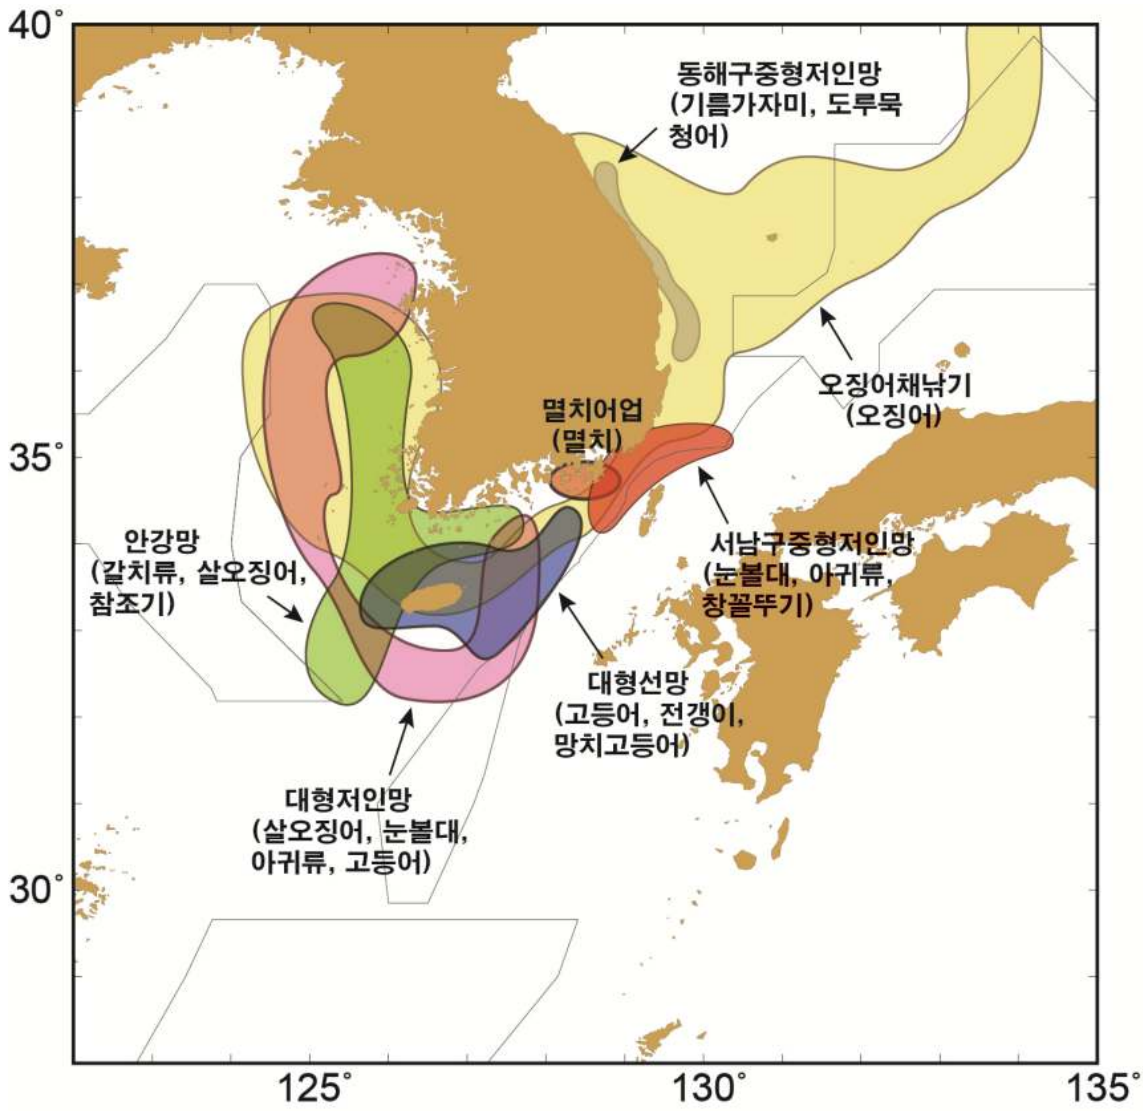 40°
동해구중형저인망
(기름가자미, 도루묵
청어)
오징어채낚기
(오징어)
멸치어업
(멸치)
35°
안강망
(갈치류, 살오징어,
참조기)
서남구중형저인망
(눈볼대, 아귀류,
창꼴뚜기)
대형선망
(고등어, 전갱이,
망치고등어)
대형저인망
(살오징어, 눈볼대,
아귀류, 고등어)
30°
125°
130°
135°